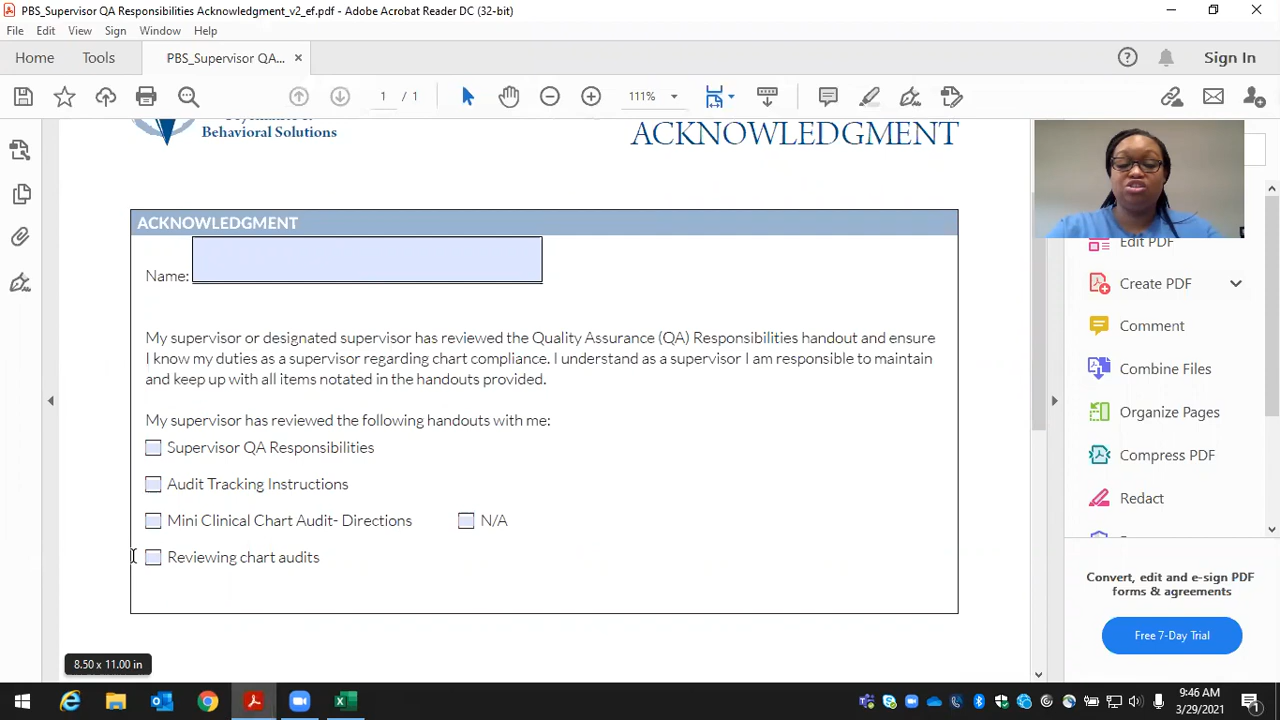 PBS_Supervisor QA Responsibilities Acknowledgment_v2_ef.pdf - Adobe Acrobat Reader DC (32-bit)
File Edit View Sign Window Help
Home Tools PBS_Supervisor QA... × Sign In
1 / 1 111%
Behavioral Solutions
ACKNOWLEDGMENT
ACKNOWLEDGMENT
Name:
My supervisor or designated supervisor has reviewed the Quality Assurance (QA) Responsibilities handout and ensure
I know my duties as a supervisor regarding chart compliance. I understand as a supervisor I am responsible to maintain
and keep up with all items notated in the handouts provided.
My supervisor has reviewed the following handouts with me:
Supervisor QA Responsibilities
Audit Tracking Instructions
Mini Clinical Chart Audit- Directions N/A
Reviewing chart audits
8.50 x 11.00 in
Edit PDF
Create PDF
Comment
Combine Files
Organize Pages
Compress PDF
Redact
Convert, edit and e-sign PDF
forms & agreements
Free 7-Day Trial
9:46 AM
3/29/2021